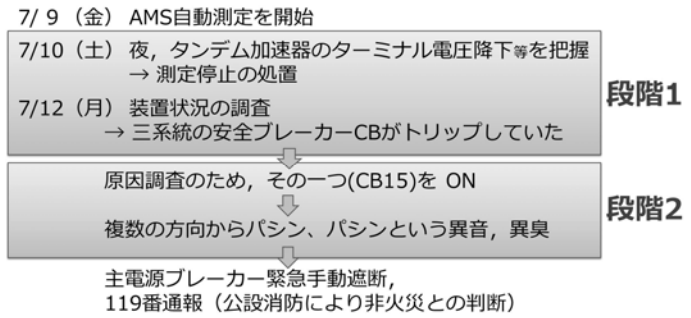 7/ 9 （金） AMS自動測定を開始
7/10（土） 夜，タンデム加速器のターミナル電圧降下等を把握
→ 測定停止の処置
7/12（月） 装置状況の調査
→ 三系統の安全ブレーカーCBがトリップしていた
段階1
原因調査のため，その一つ(CB15)を ON
複数の方向からパシン、パシンという異音，異臭
段階2
主電源ブレーカー緊急手動遮断，
119番通報（公設消防により非火災との判断）